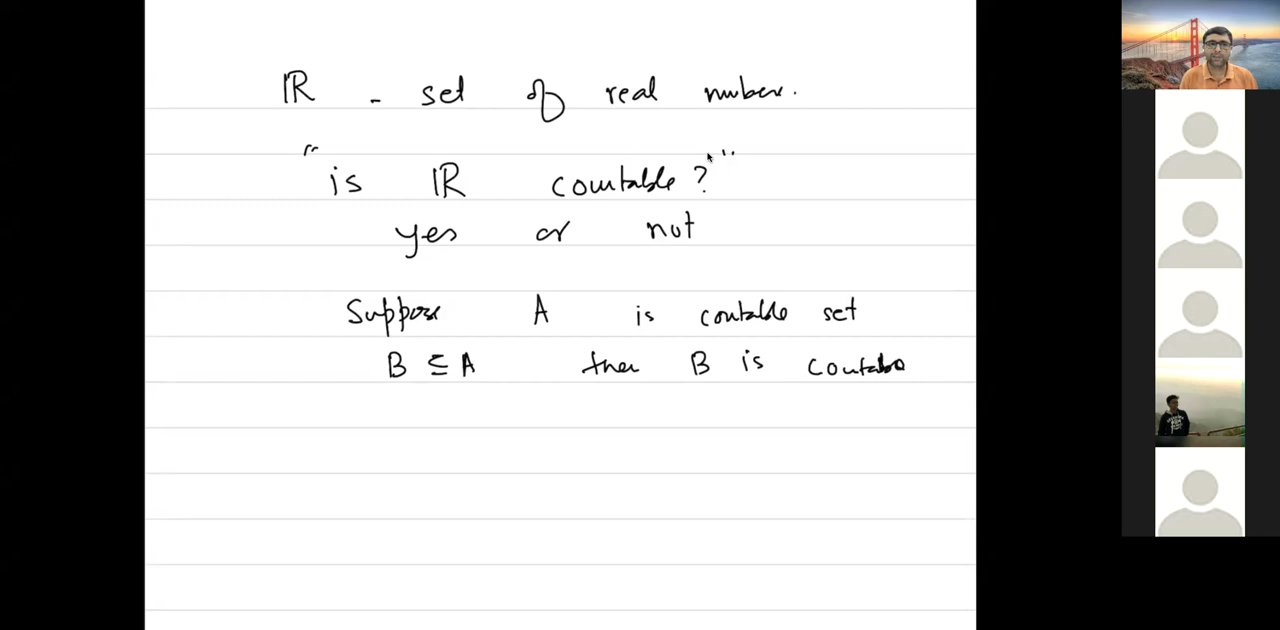 ℝ - set of real number.
"is ℝ countable?"
yes or not
Suppose A is countable set
B ⊆ A then B is countable